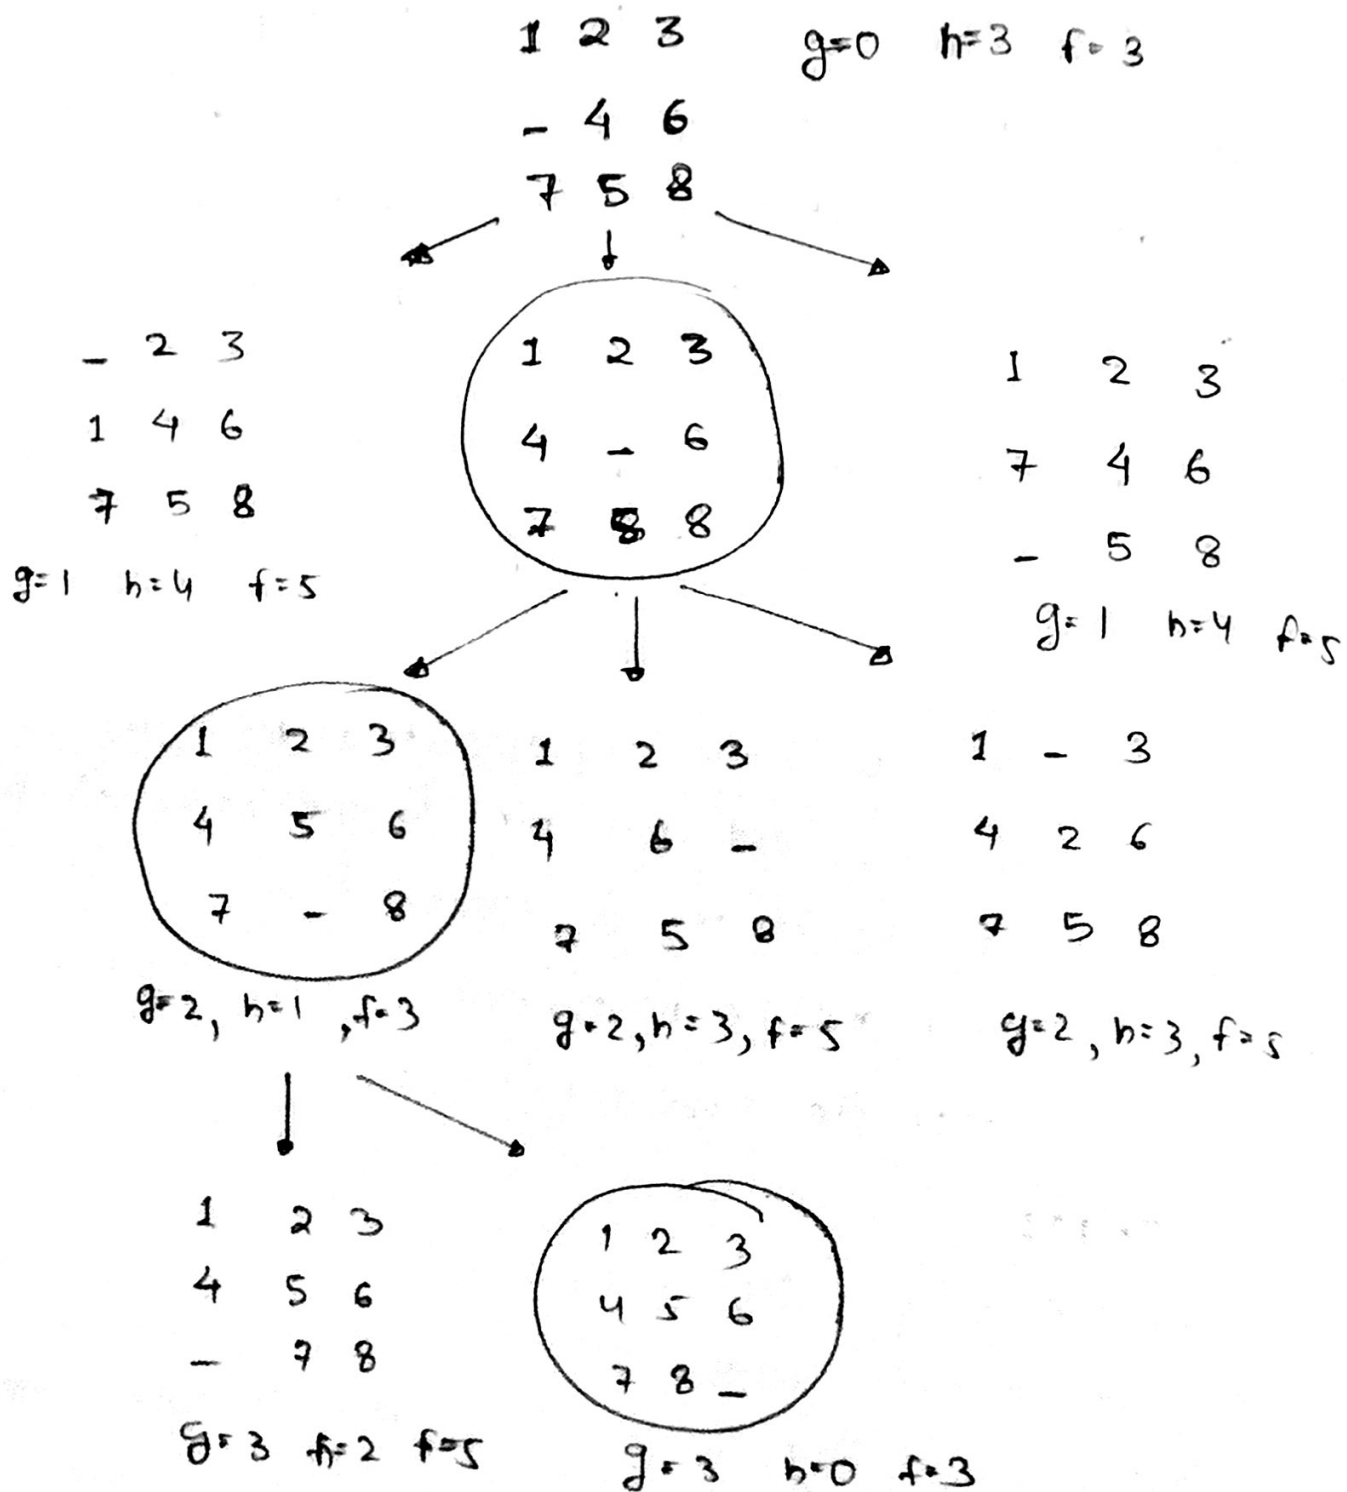 1 2 3 g=0 h=3 f=3
- 4 6
7 5 8
- 2 3
1 4 6
7 5 8
g=1 h=4 f=5
1 2 3
4 - 6
7 5 8
1 2 3
7 4 6
- 5 8
g=1 h=4 f=5
1 2 3
4 5 6
7 - 8
g=2, h=1, f=3
1 2 3
4 6 -
7 5 8
g=2, h=3, f=5
1 - 3
4 2 6
7 5 8
g=2, h=3, f=5
1 2 3
4 5 6
- 7 8
g=3 h=2 f=5
1 2 3
4 5 6
7 8 -
g=3 h=0 f=3